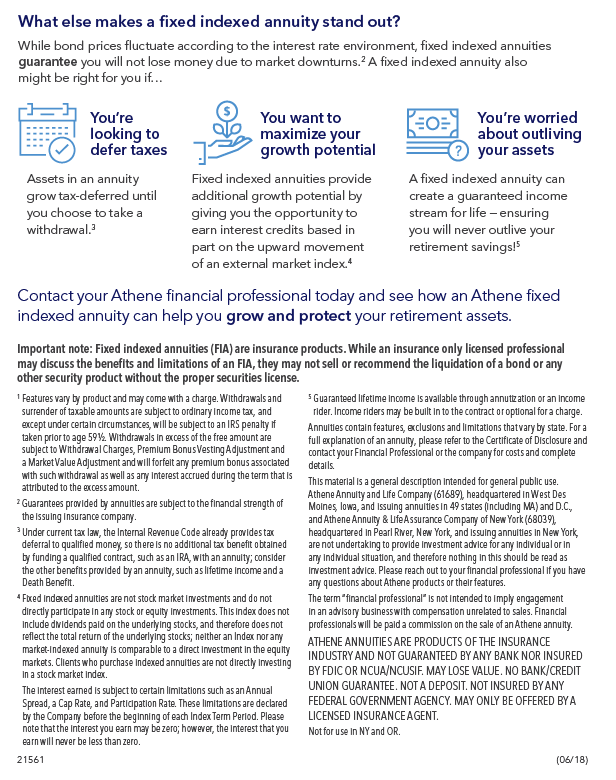 What else makes a fixed indexed annuity stand out?
While bond prices fluctuate according to the interest rate environment, fixed indexed annuities
guarantee you will not lose money due to market downturns.² A fixed indexed annuity also
might be right for you if…
You're
looking to
defer taxes
Assets in an annuity
grow tax-deferred until
you choose to take a
withdrawal.³
$
You want to
maximize your
growth potential
Fixed indexed annuities provide
additional growth potential by
giving you the opportunity to
earn interest credits based in
part on the upward movement
of an external market index.⁴
?
You're worried
about outliving
your assets
A fixed indexed annuity can
create a guaranteed income
stream for life – ensuring
you will never outlive your
retirement savings!⁵
Contact your Athene financial professional today and see how an Athene fixed
indexed annuity can help you grow and protect your retirement assets.
Important note: Fixed indexed annuities (FIA) are insurance products. While an insurance only licensed professional
may discuss the benefits and limitations of an FIA, they may not sell or recommend the liquidation of a bond or any
other security product without the proper securities license.
¹ Features vary by product and may come with a charge. Withdrawals and
surrender of taxable amounts are subject to ordinary income tax, and
except under certain circumstances, will be subject to an IRS penalty if
taken prior to age 59½. Withdrawals in excess of the free amount are
subject to Withdrawal Charges, Premium Bonus Vesting Adjustment and
a Market Value Adjustment and will forfeit any premium bonus associated
with such withdrawal as well as any interest accrued during the term that is
attributed to the excess amount.
² Guarantees provided by annuities are subject to the financial strength of
the issuing insurance company.
³ Under current tax law, the Internal Revenue Code already provides tax
deferral to qualified money, so there is no additional tax benefit obtained
by funding a qualified contract, such as an IRA, with an annuity; consider
the other benefits provided by an annuity, such as lifetime income and a
Death Benefit.
⁴ Fixed indexed annuities are not stock market investments and do not
directly participate in any stock or equity investments. This index does not
include dividends paid on the underlying stocks, and therefore does not
reflect the total return of the underlying stocks; neither an Index nor any
market-indexed annuity is comparable to a direct investment in the equity
markets. Clients who purchase indexed annuities are not directly investing
in a stock market index.
The interest earned is subject to certain limitations such as an Annual
Spread, a Cap Rate, and Participation Rate. These limitations are declared
by the Company before the beginning of each Index Term Period. Please
note that the interest you earn may be zero; however, the interest that you
earn will never be less than zero.
⁵ Guaranteed lifetime income is available through annuitization or an income
rider. Income riders may be built in to the contract or optional for a charge.
Annuities contain features, exclusions and limitations that vary by state. For a
full explanation of an annuity, please refer to the Certificate of Disclosure and
contact your Financial Professional or the company for costs and complete
details.
This material is a general description intended for general public use.
Athene Annuity and Life Company (61689), headquartered in West Des
Moines, Iowa, and issuing annuities in 49 states (including MA) and D.C.,
and Athene Annuity & Life Assurance Company of New York (68039),
headquartered in Pearl River, New York, and issuing annuities in New York,
are not undertaking to provide investment advice for any individual or in
any individual situation, and therefore nothing in this should be read as
investment advice. Please reach out to your financial professional if you have
any questions about Athene products or their features.
The term "financial professional" is not intended to imply engagement
in an advisory business with compensation unrelated to sales. Financial
professionals will be paid a commission on the sale of an Athene annuity.
ATHENE ANNUITIES ARE PRODUCTS OF THE INSURANCE
INDUSTRY AND NOT GUARANTEED BY ANY BANK NOR INSURED
BY FDIC OR NCUA/NCUSIF. MAY LOSE VALUE. NO BANK/CREDIT
UNION GUARANTEE. NOT A DEPOSIT. NOT INSURED BY ANY
FEDERAL GOVERNMENT AGENCY. MAY ONLY BE OFFERED BY A
LICENSED INSURANCE AGENT.
Not for use in NY and OR.
21561
(06/18)